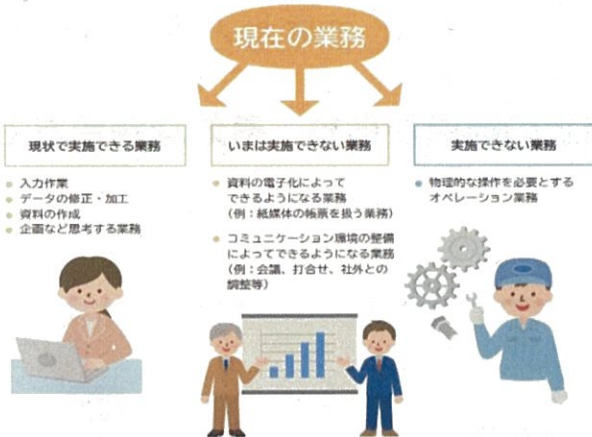 現在の業務
現状で実施できる業務
入力作業
データの修正・加工
資料の作成
企画など思考する業務
いまは実施できない業務
資料の電子化によって
できるようになる業務
（例：紙媒体の帳票を扱う業務）
コミュニケーション環境の整備
によってできるようになる業務
（例：会議、打合せ、社外との
調整等）
実施できない業務
物理的な操作を必要とする
オペレーション業務